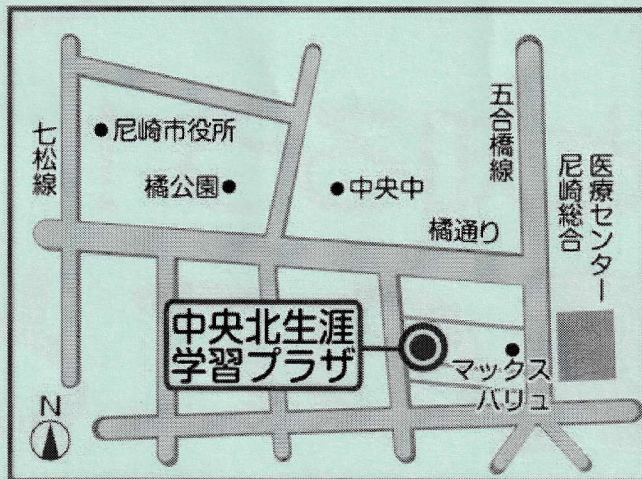 七松線
尼崎市役所
橘公園
中央中
五合橋線
尼崎総合
医療センター
橘通り
中央北生涯
学習プラザ
マックス
バリュ
N